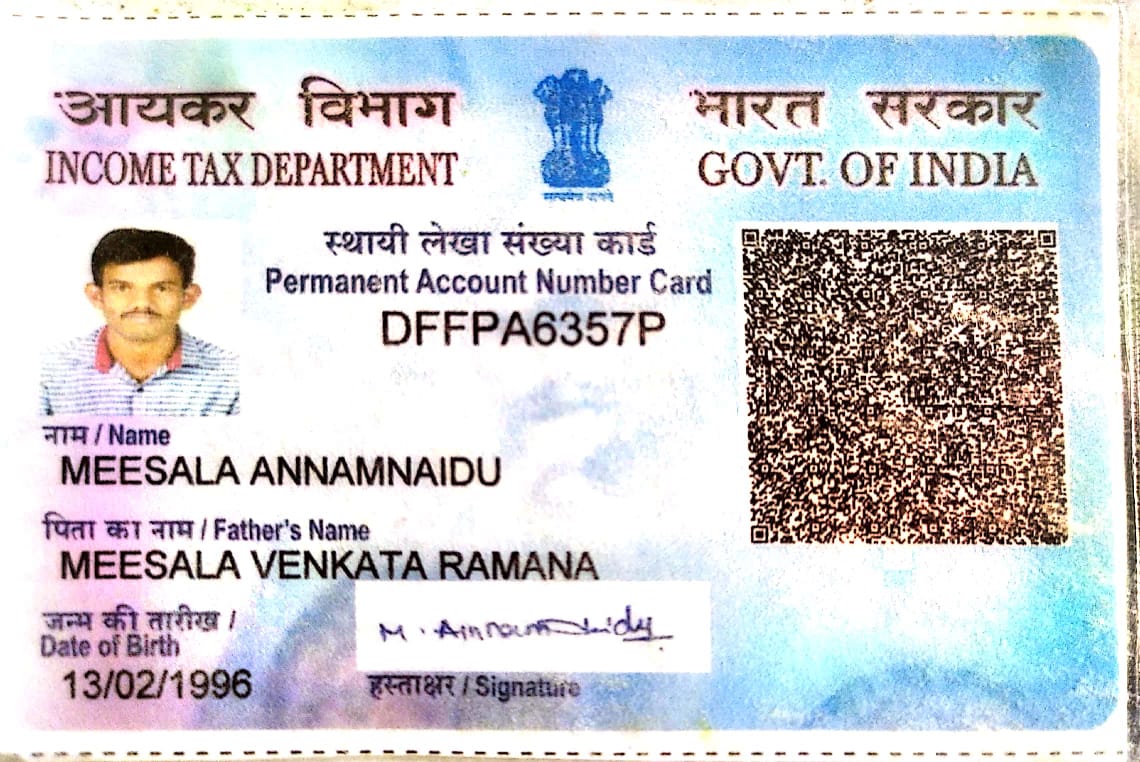 आयकर विभाग
INCOME TAX DEPARTMENT
भारत सरकार
GOVT. OF INDIA
सत्यमेव जयते
स्थायी लेखा संख्या कार्ड
Permanent Account Number Card
DFFPA6357P
नाम / Name
MEESALA ANNAMNAIDU
पिता का नाम / Father's Name
MEESALA VENKATA RAMANA
जन्म की तारीख /
Date of Birth
13/02/1996
M. Annamnaidu
हस्ताक्षर / Signature